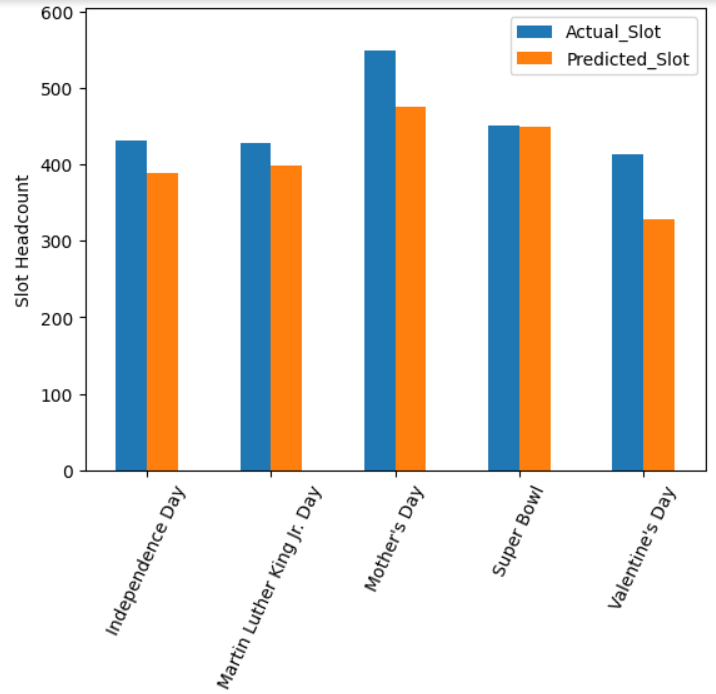 600
500
400
300
200
100
0
Slot Headcount
Actual_Slot
Predicted_Slot
Independence Day
Martin Luther King Jr. Day
Mother's Day
Super Bowl
Valentine's Day